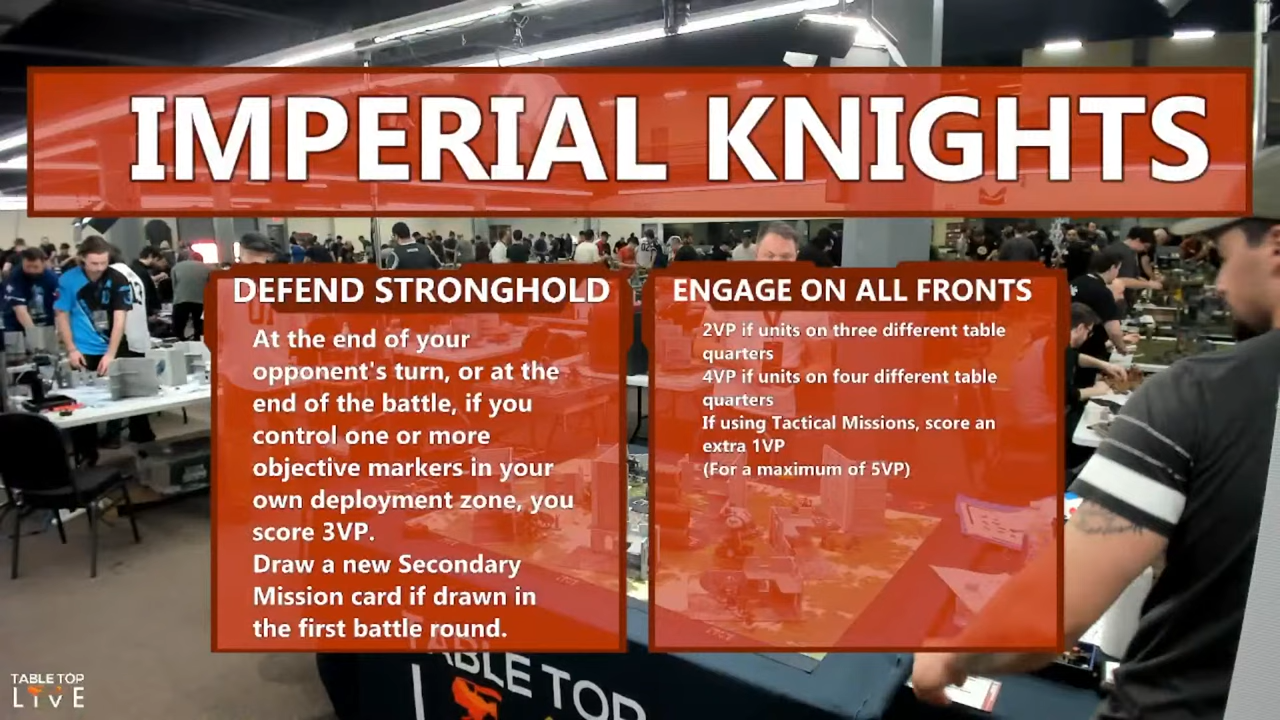 IMPERIAL KNIGHTS
DEFEND STRONGHOLD
At the end of your
opponent's turn, or at the
end of the battle, if you
control one or more
objective markers in your
own deployment zone, you
score 3VP.
Draw a new Secondary
Mission card if drawn in
the first battle round.
ENGAGE ON ALL FRONTS
2VP if units on three different table
quarters
4VP if units on four different table
quarters
If using Tactical Missions, score an
extra 1VP
(For a maximum of 5VP)
TABLE TOP
LIVE
TABLE TOP